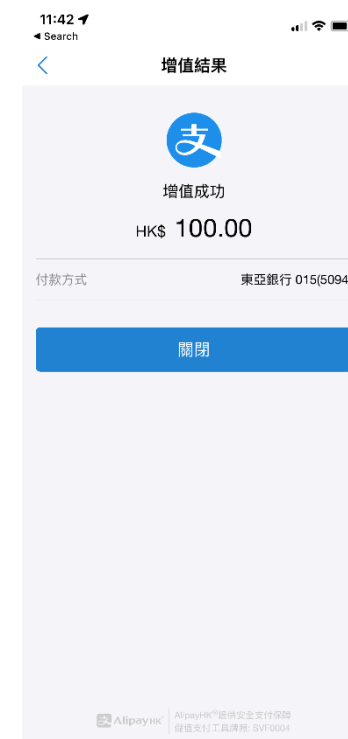 11:42
◀ Search
增值結果
支
增值成功
HK$ 100.00
付款方式 東亞銀行 015(5094
關閉
支 AlipayHK AlipayHK®提供安全支付保障
儲值支付工具牌照: SVF0004